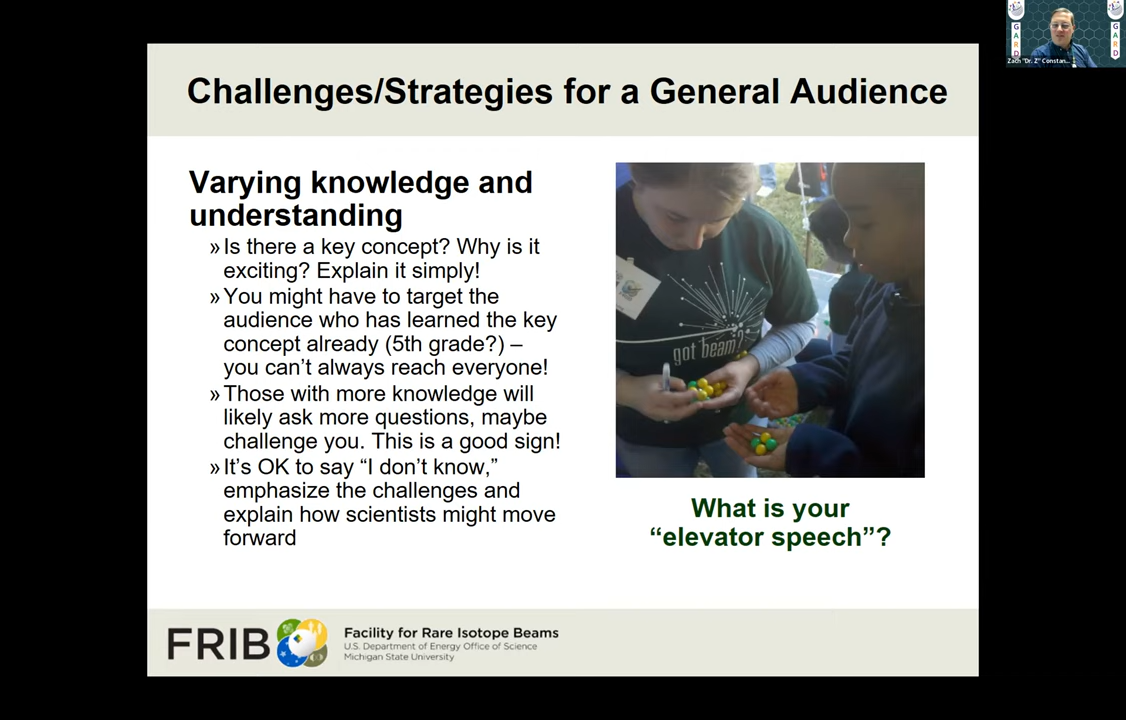 GARD
GARD
Zach "Dr. Z" Constan...
Challenges/Strategies for a General Audience
Varying knowledge and
understanding
» Is there a key concept? Why is it
exciting? Explain it simply!
» You might have to target the
audience who has learned the key
concept already (5th grade?) –
you can’t always reach everyone!
» Those with more knowledge will
likely ask more questions, maybe
challenge you. This is a good sign!
» It’s OK to say “I don’t know,”
emphasize the challenges and
explain how scientists might move
forward
got beam?
What is your
“elevator speech”?
FRIB
Facility for Rare Isotope Beams
U.S. Department of Energy Office of Science
Michigan State University